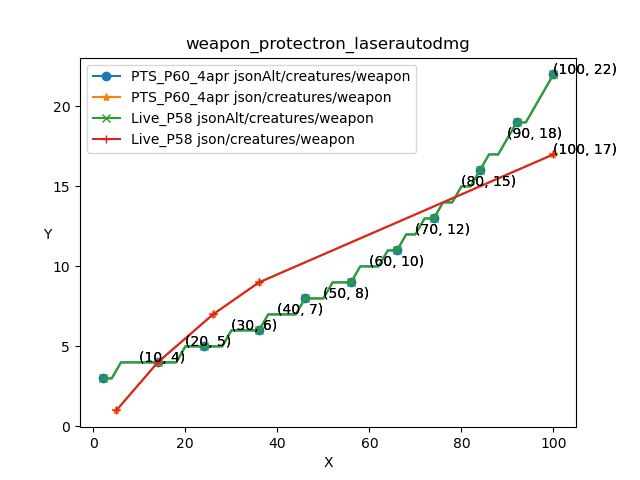 weapon_protectron_laserautodmg
PTS_P60_4apr jsonAlt/creatures/weapon
PTS_P60_4apr json/creatures/weapon
Live_P58 jsonAlt/creatures/weapon
Live_P58 json/creatures/weapon
(100, 22)
(90, 18)
(100, 17)
(80, 15)
(70, 12)
(60, 10)
(50, 8)
(40, 7)
(30, 6)
(20, 5)
(10, 4)
Y
20
15
10
5
0
0 20 40 60 80 100
X